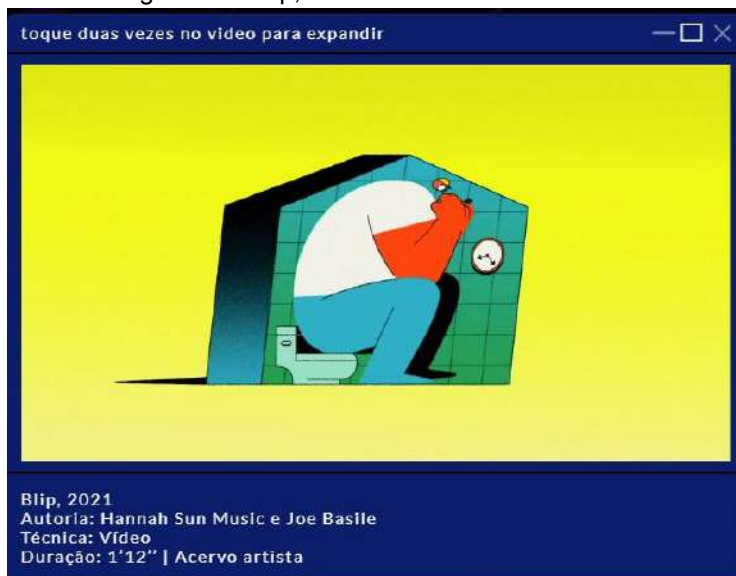 toque duas vezes no video para expandir
Blip, 2021
Autoria: Hannah Sun Music e Joe Basile
Técnica: Vídeo
Duração: 1'12'' | Acervo artista